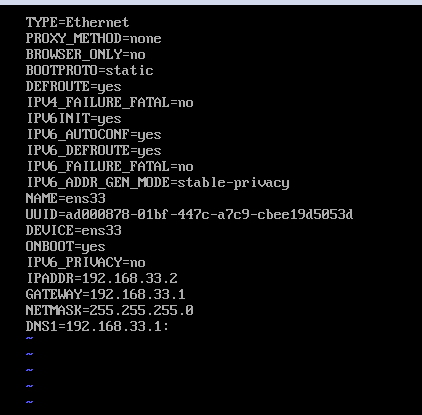 TYPE=Ethernet
PROXY_METHOD=none
BROWSER_ONLY=no
BOOTPROTO=static
DEFROUTE=yes
IPV4_FAILURE_FATAL=no
IPV6INIT=yes
IPV6_AUTOCONF=yes
IPV6_DEFROUTE=yes
IPV6_FAILURE_FATAL=no
IPV6_ADDR_GEN_MODE=stable-privacy
NAME=ens33
UUID=ad000878-01bf-447c-a7c9-cbee19d5053d
DEVICE=ens33
ONBOOT=yes
IPV6_PRIVACY=no
IPADDR=192.168.33.2
GATEWAY=192.168.33.1
NETMASK=255.255.255.0
DNS1=192.168.33.1:
~
~
~
~
~